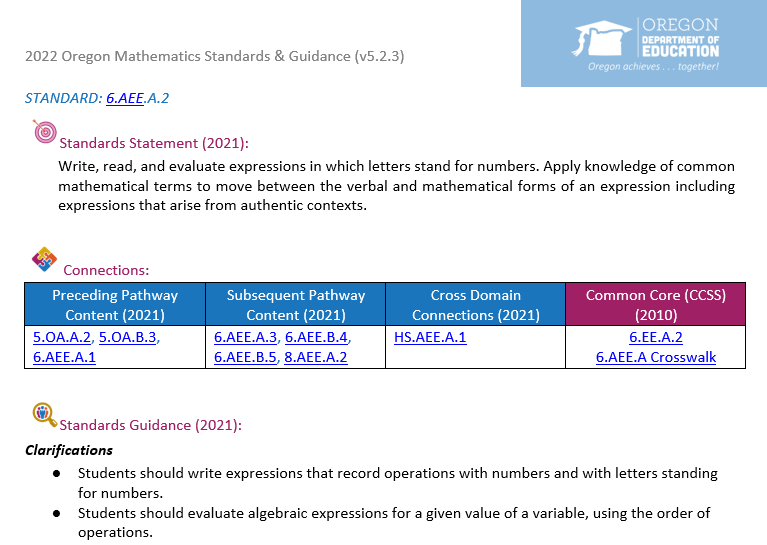 OREGON
DEPARTMENT OF
EDUCATION
Oregon achieves . . . together!
2022 Oregon Mathematics Standards & Guidance (v5.2.3)
STANDARD: 6.AEE.A.2
Standards Statement (2021):
Write, read, and evaluate expressions in which letters stand for numbers. Apply knowledge of common
mathematical terms to move between the verbal and mathematical forms of an expression including
expressions that arise from authentic contexts.
Connections:
Preceding Pathway
Content (2021)
Subsequent Pathway
Content (2021)
Cross Domain
Connections (2021)
Common Core (CCSS)
(2010)
5.OA.A.2, 5.OA.B.3,
6.AEE.A.1
6.AEE.A.3, 6.AEE.B.4,
6.AEE.B.5, 8.AEE.A.2
HS.AEE.A.1
6.EE.A.2
6.AEE.A Crosswalk
Standards Guidance (2021):
Clarifications
● Students should write expressions that record operations with numbers and with letters standing
for numbers.
● Students should evaluate algebraic expressions for a given value of a variable, using the order of
operations.